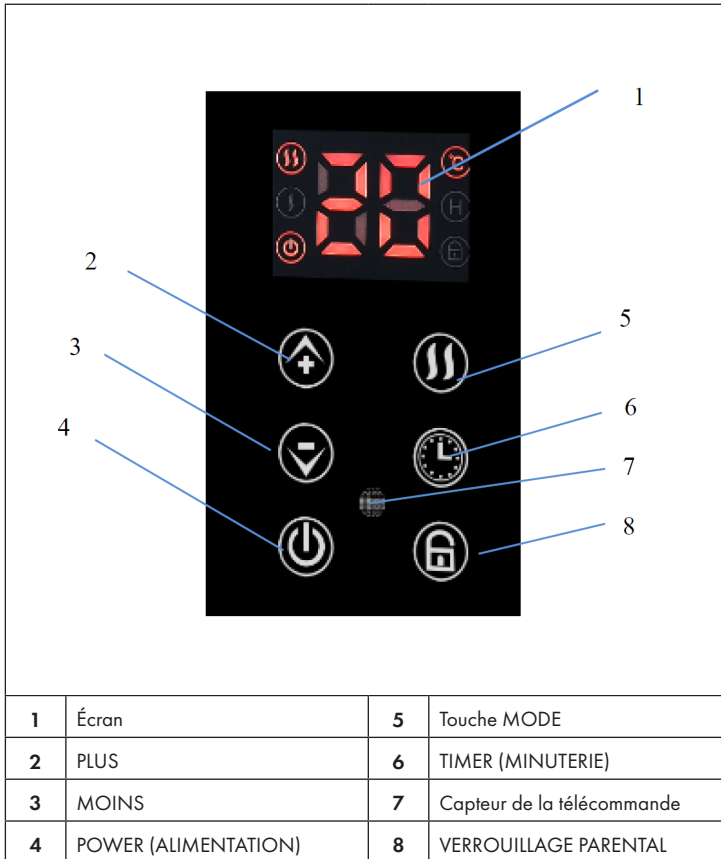 1
20
°C
H
2
5
3
6
4
7
8
1 Écran 5 Touche MODE
2 PLUS 6 TIMER (MINUTERIE)
3 MOINS 7 Capteur de la télécommande
4 POWER (ALIMENTATION) 8 VERROUILLAGE PARENTAL